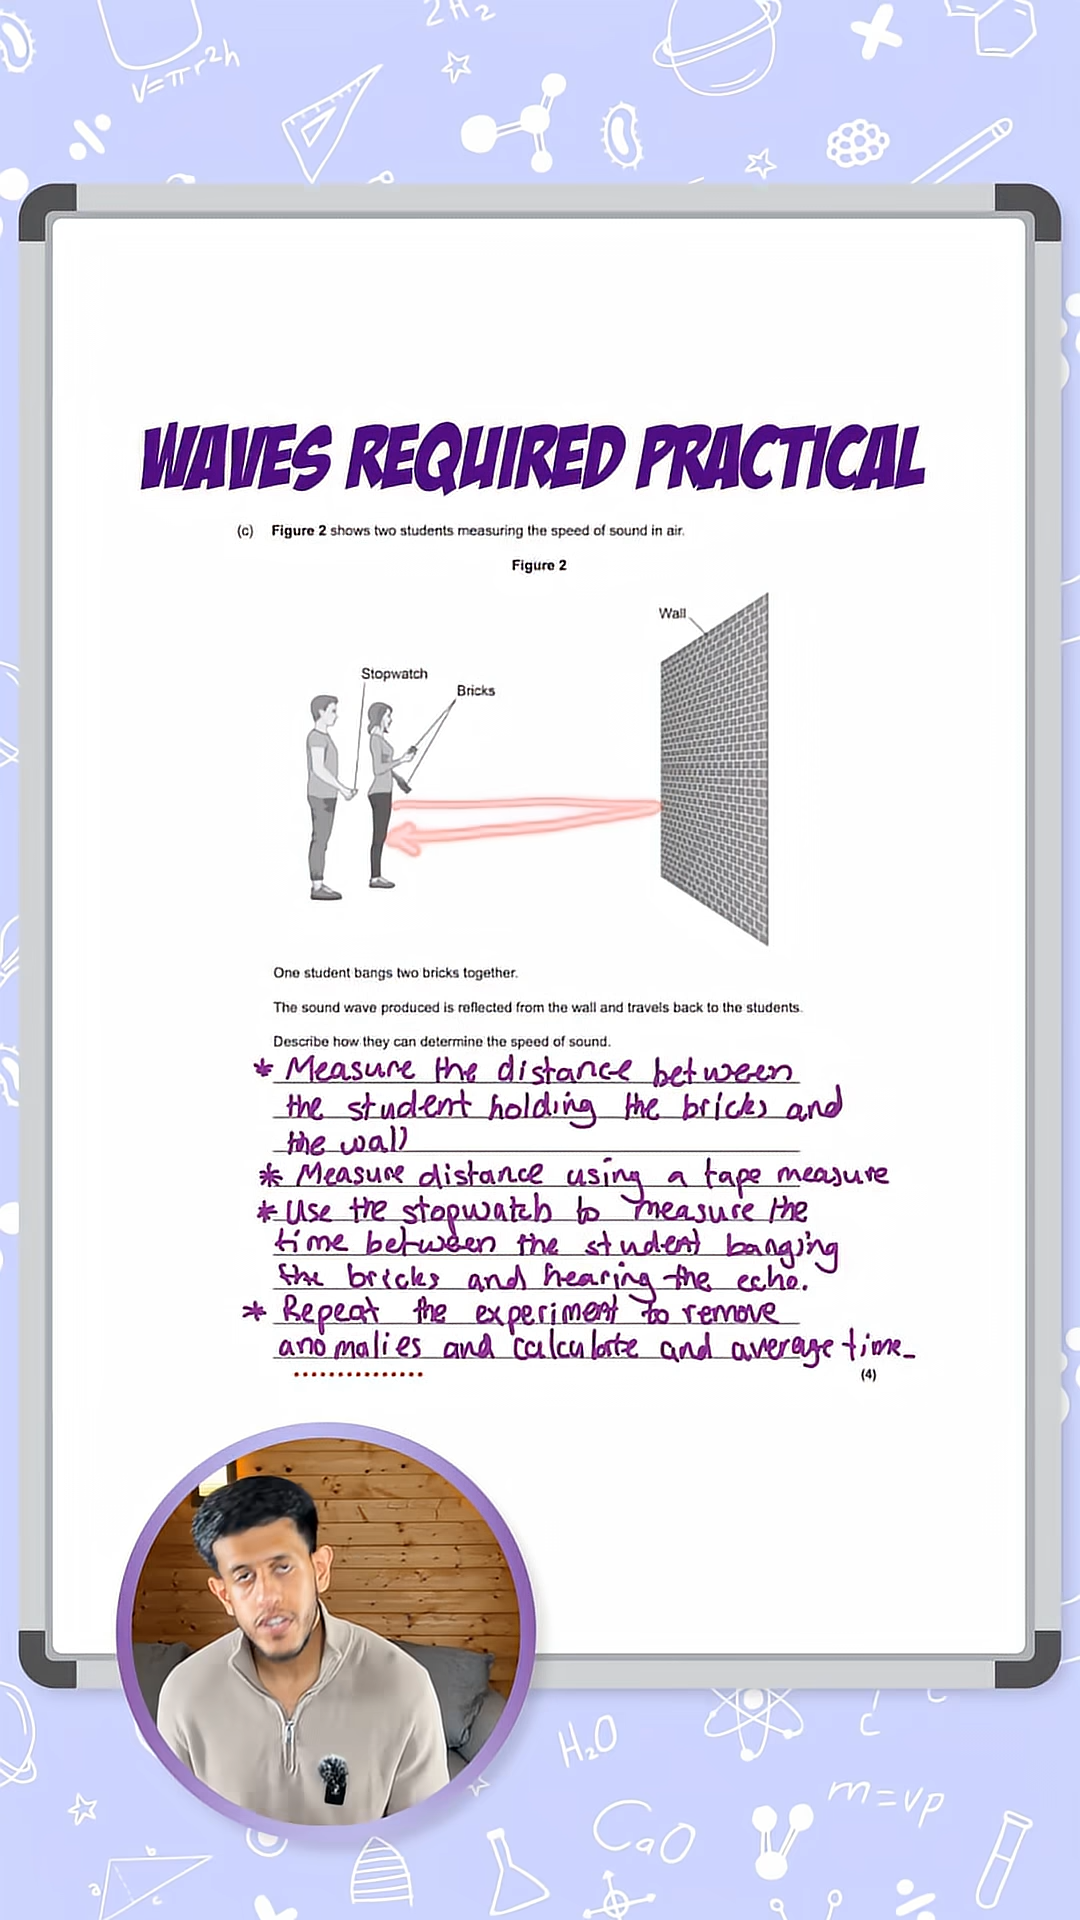 2H₂
V=πr²h
WAVES REQUIRED PRACTICAL
(c) Figure 2 shows two students measuring the speed of sound in air.
Figure 2
Wall
Stopwatch
Bricks
One student bangs two bricks together.
The sound wave produced is reflected from the wall and travels back to the students.
Describe how they can determine the speed of sound.
* Measure the distance between
the student holding the bricks and
the wall
* Measure distance using a tape measure
* Use the stopwatch to measure the
time between the student banging
the bricks and hearing the echo.
* Repeat the experiment to remove
anomalies and calculate and average time.
(4)
H₂O
C
L
m=vp
CaO
b
a
c